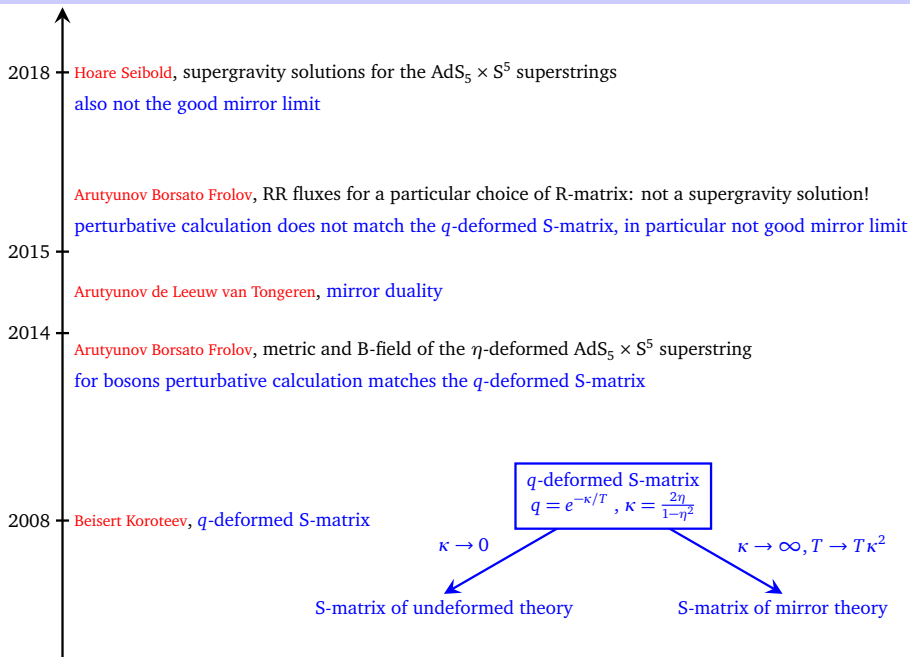 2018 Hoare Seibold, supergravity solutions for the AdS₅ × S⁵ superstrings
also not the good mirror limit
Arutyunov Borsato Frolov, RR fluxes for a particular choice of R-matrix: not a supergravity solution!
perturbative calculation does not match the q-deformed S-matrix, in particular not good mirror limit
2015
Arutyunov de Leeuw van Tongeren, mirror duality
2014
Arutyunov Borsato Frolov, metric and B-field of the η-deformed AdS₅ × S⁵ superstring
for bosons perturbative calculation matches the q-deformed S-matrix
q-deformed S-matrix
q = e^{−κ/T} , κ = \frac{2η}{1−η²}
2008 Beisert Koroteev, q-deformed S-matrix
κ → 0
κ → ∞, T → Tκ²
S-matrix of undeformed theory
S-matrix of mirror theory